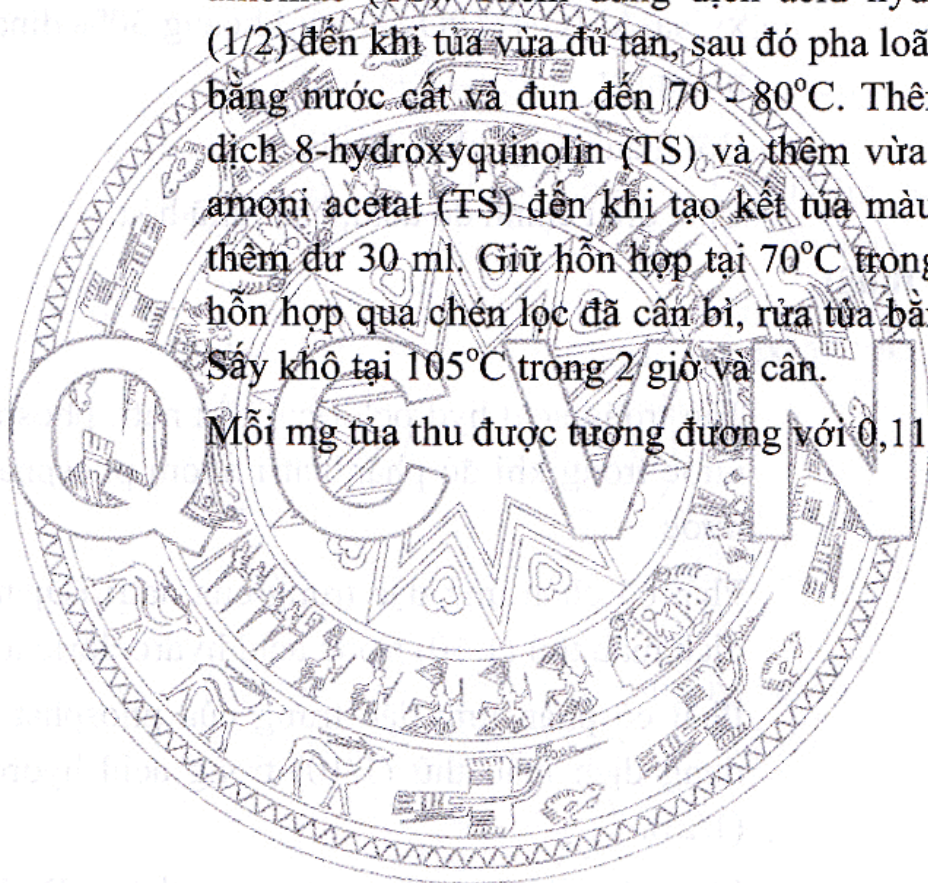 (1/2) đến khi tủa vừa đủ tan, sau đó pha loã
bằng nước cất và đun đến 70 - 80°C. Thê
dịch 8-hydroxyquinolin (TS) và thêm vừa
amoni acetat (TS) đến khi tạo kết tủa màu
thêm dư 30 ml. Giữ hỗn hợp tại 70°C trong
hỗn hợp qua chén lọc đã cân bì, rửa tủa bằ
Sấy khô tại 105°C trong 2 giờ và cân.
QCVN
Mỗi mg tủa thu được tương đương với 0,11